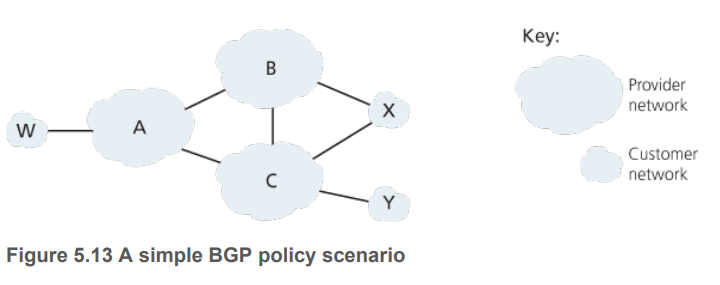 Key:
B
Provider
network
X
W
A
Customer
network
C
Y
Figure 5.13 A simple BGP policy scenario